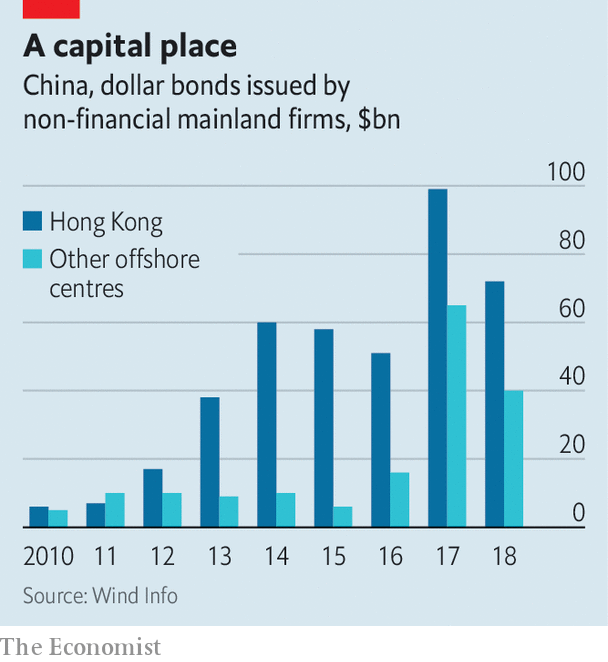 A capital place
China, dollar bonds issued by
non-financial mainland firms, $bn
100
Hong Kong
80
Other offshore
centres
60
40
20
0
2010 11 12 13 14 15 16 17 18
Source: Wind Info
The Economist